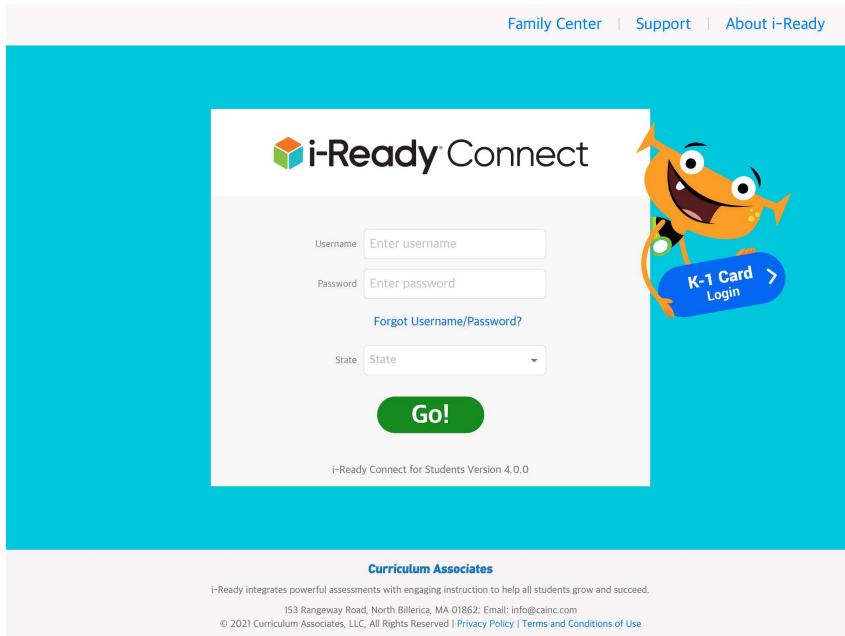 Family Center | Support | About i-Ready
i-Ready Connect
Username Enter username
Password Enter password
Forgot Username/Password?
State State
Go!
i-Ready Connect for Students Version 4.0.0
K-1 Card
Login
Curriculum Associates
i-Ready integrates powerful assessments with engaging instruction to help all students grow and succeed.
153 Rangeway Road, North Billerica, MA 01862; Email: info@cainc.com
© 2021 Curriculum Associates, LLC, All Rights Reserved | Privacy Policy | Terms and Conditions of Use